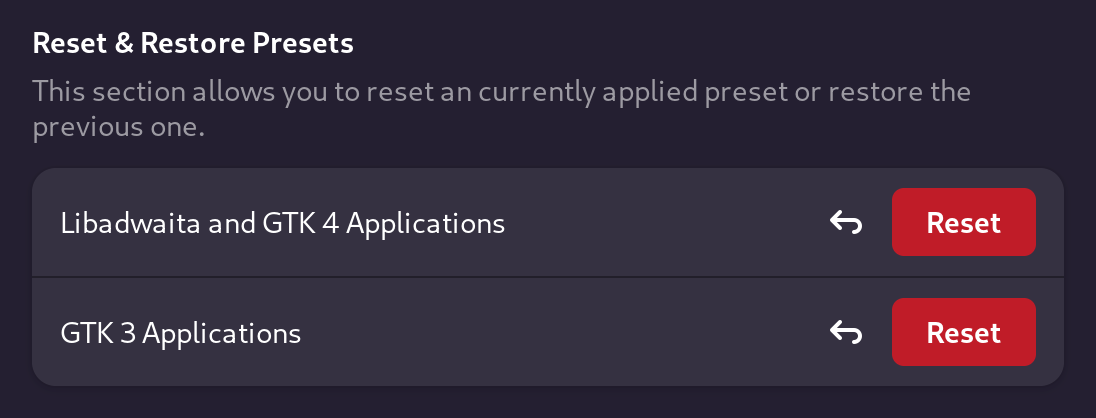 Reset & Restore Presets
This section allows you to reset an currently applied preset or restore the
previous one.
Libadwaita and GTK 4 Applications
Reset
GTK 3 Applications
Reset